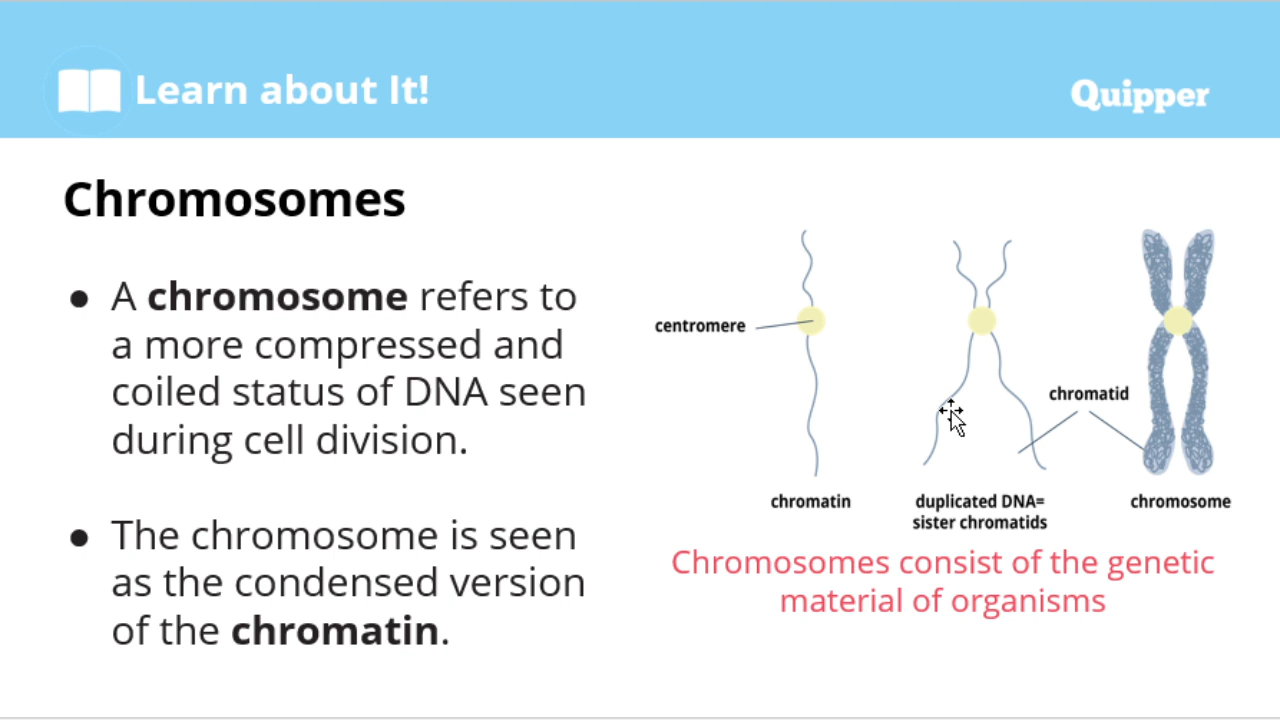 Learn about It!
Quipper
Chromosomes
● A chromosome refers to
a more compressed and
coiled status of DNA seen
during cell division.
● The chromosome is seen
as the condensed version
of the chromatin.
centromere
chromatid
chromatin
duplicated DNA=
sister chromatids
chromosome
Chromosomes consist of the genetic
material of organisms